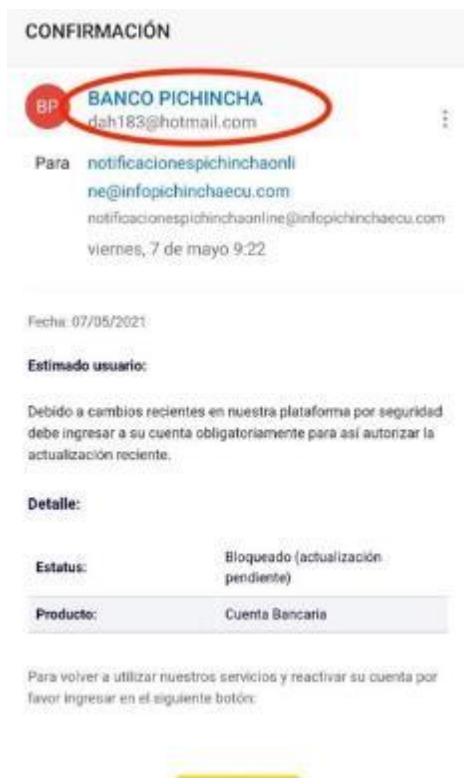 CONFIRMACIÓN
BP
BANCO PICHINCHA
dah183@hotmail.com
Para notificacionespichinchaonli
ne@infopichinchaecu.com
notificacionespichinchaonline@infopichinchaecu.com
viernes, 7 de mayo 9:22
Fecha: 07/05/2021
Estimado usuario:
Debido a cambios recientes en nuestra plataforma por seguridad
debe ingresar a su cuenta obligatoriamente para así autorizar la
actualización reciente.
Detalle:
Estatus: Bloqueado (actualización
pendiente)
Producto: Cuenta Bancaria
Para volver a utilizar nuestros servicios y reactivar su cuenta por
favor ingresar en el siguiente botón: